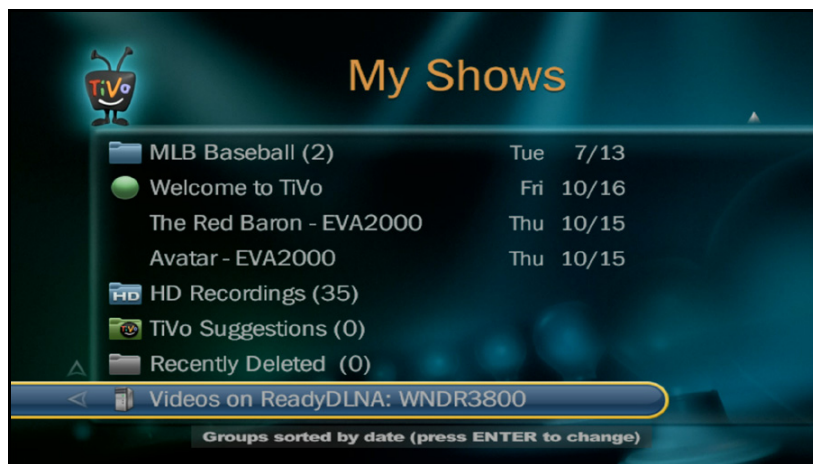 TiVo
My Shows
MLB Baseball (2) Tue 7/13
Welcome to TiVo Fri 10/16
The Red Baron - EVA2000 Thu 10/15
Avatar - EVA2000 Thu 10/15
HD HD Recordings (35)
TiVo TiVo Suggestions (0)
Recently Deleted (0)
Videos on ReadyDLNA: WNDR3800
Groups sorted by date (press ENTER to change)